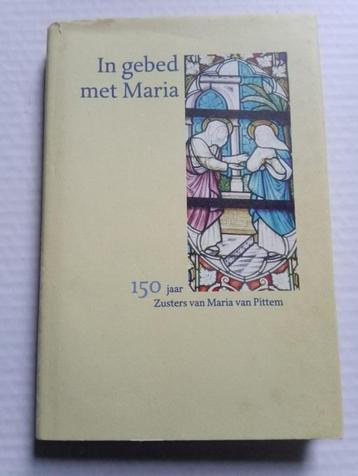 In gebed
met Maria
150 jaar
Zusters van Maria van Pittem